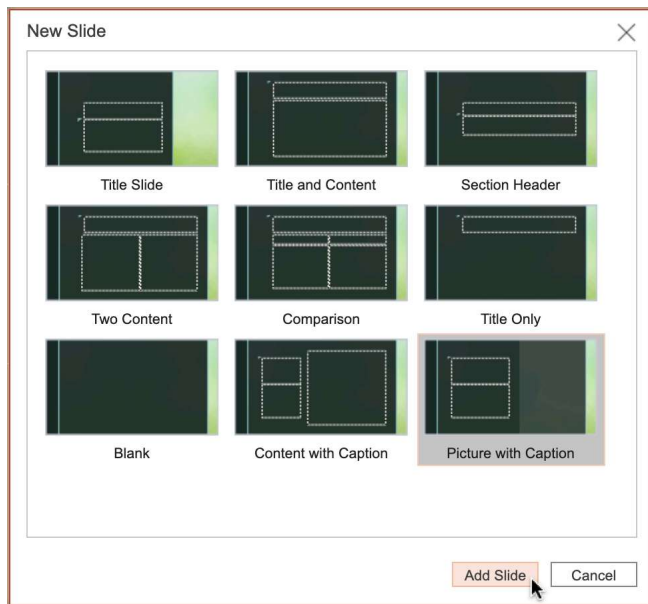 New Slide
Title Slide
Title and Content
Section Header
Two Content
Comparison
Title Only
Blank
Content with Caption
Picture with Caption
Add Slide
Cancel